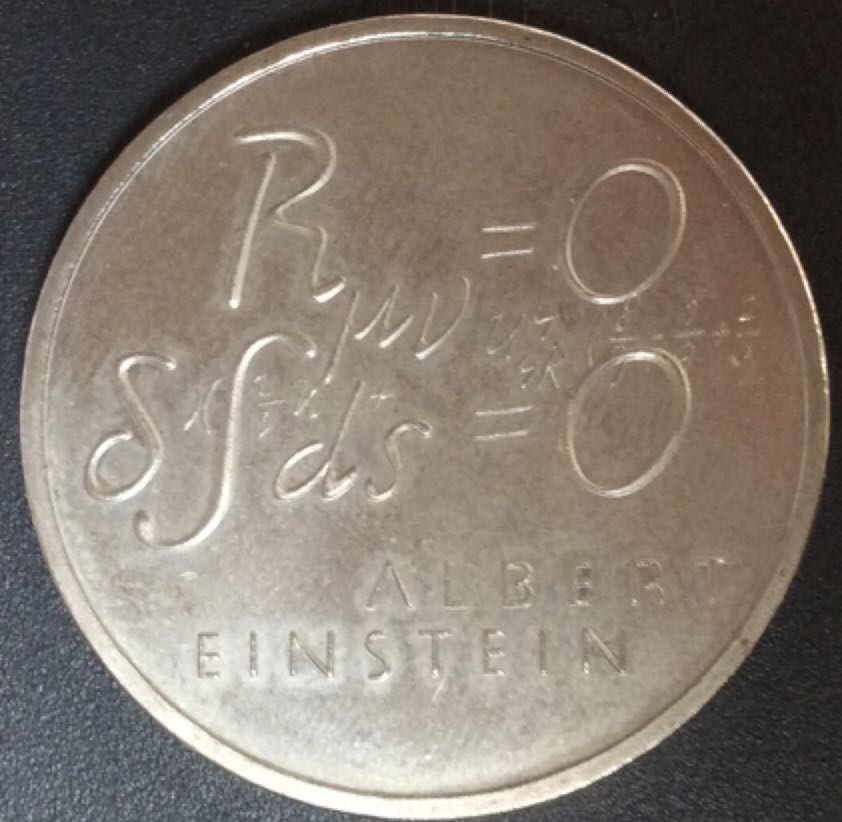 Rμν = 0
δ∫ds = 0
ALBERT
EINSTEIN